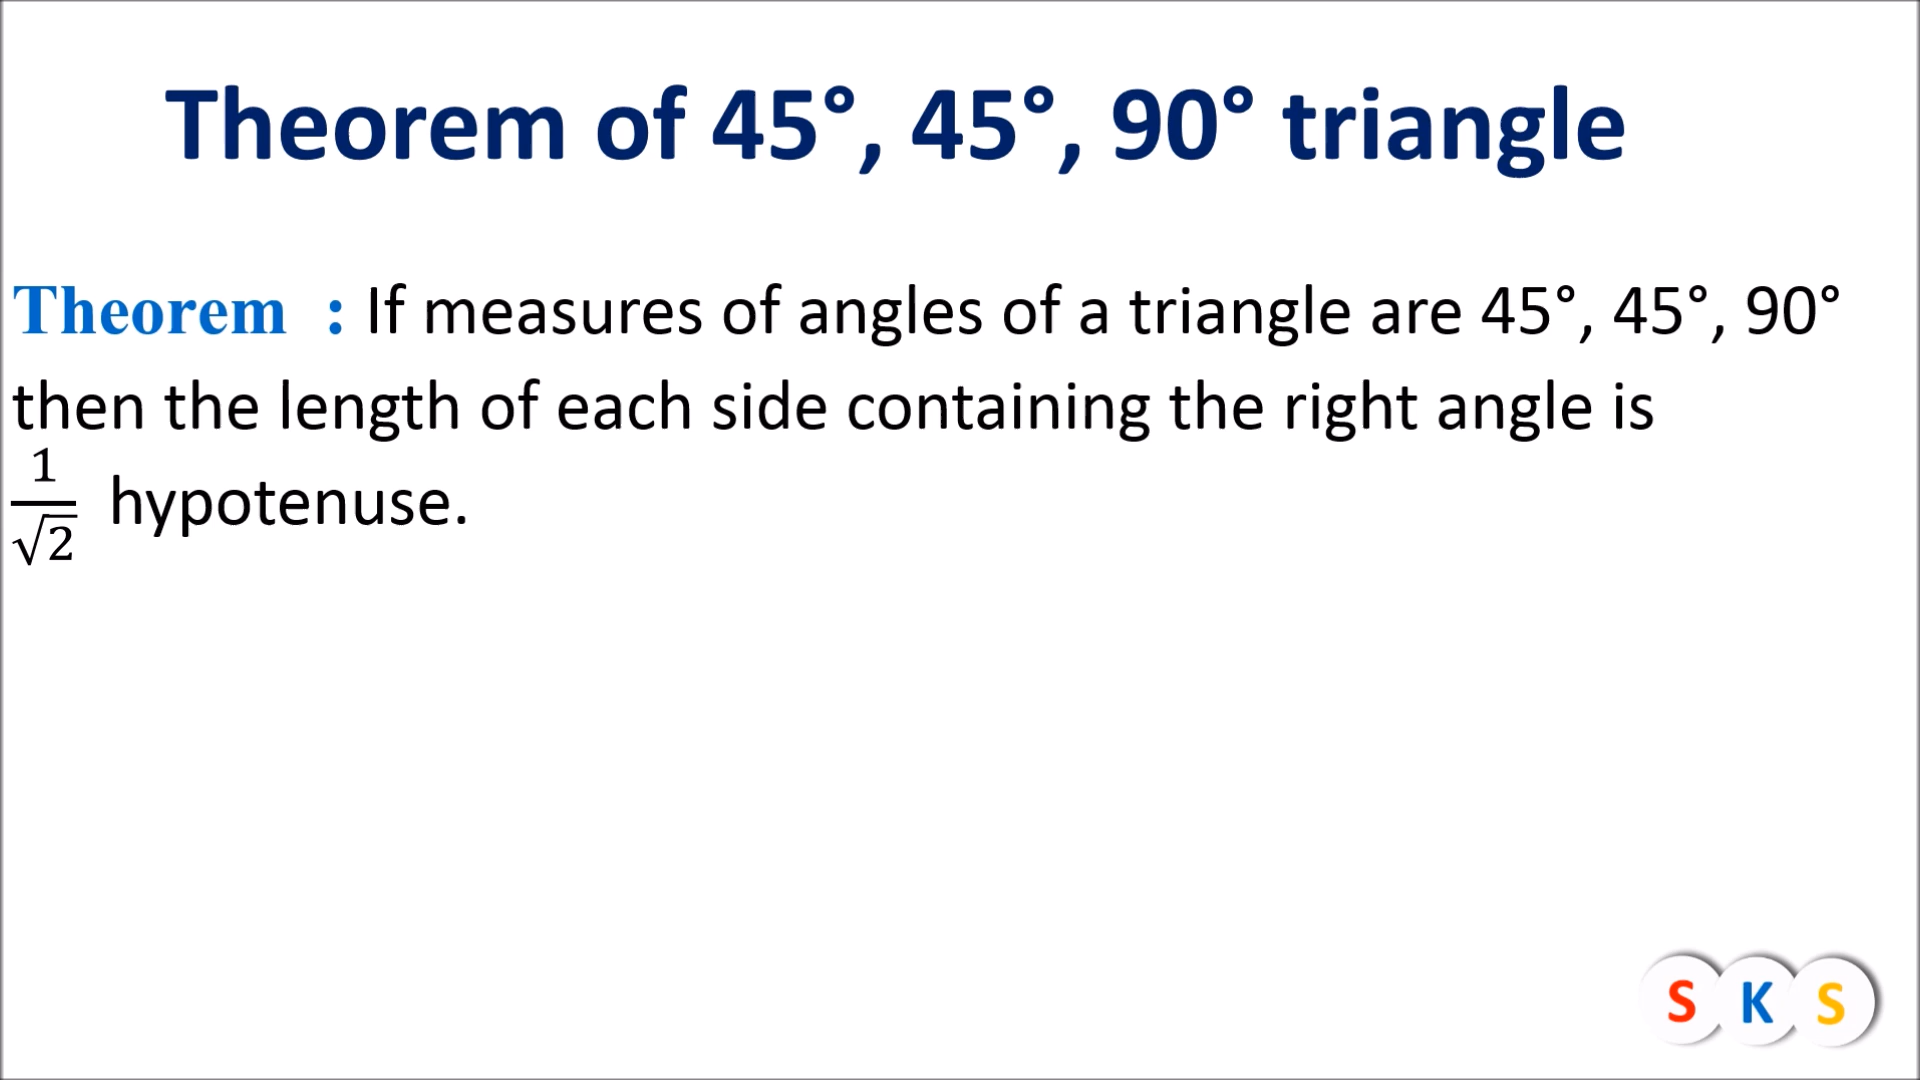 Theorem of 45°, 45°, 90° triangle
Theorem : If measures of angles of a triangle are 45°, 45°, 90°
then the length of each side containing the right angle is
1/√2 hypotenuse.
S K S